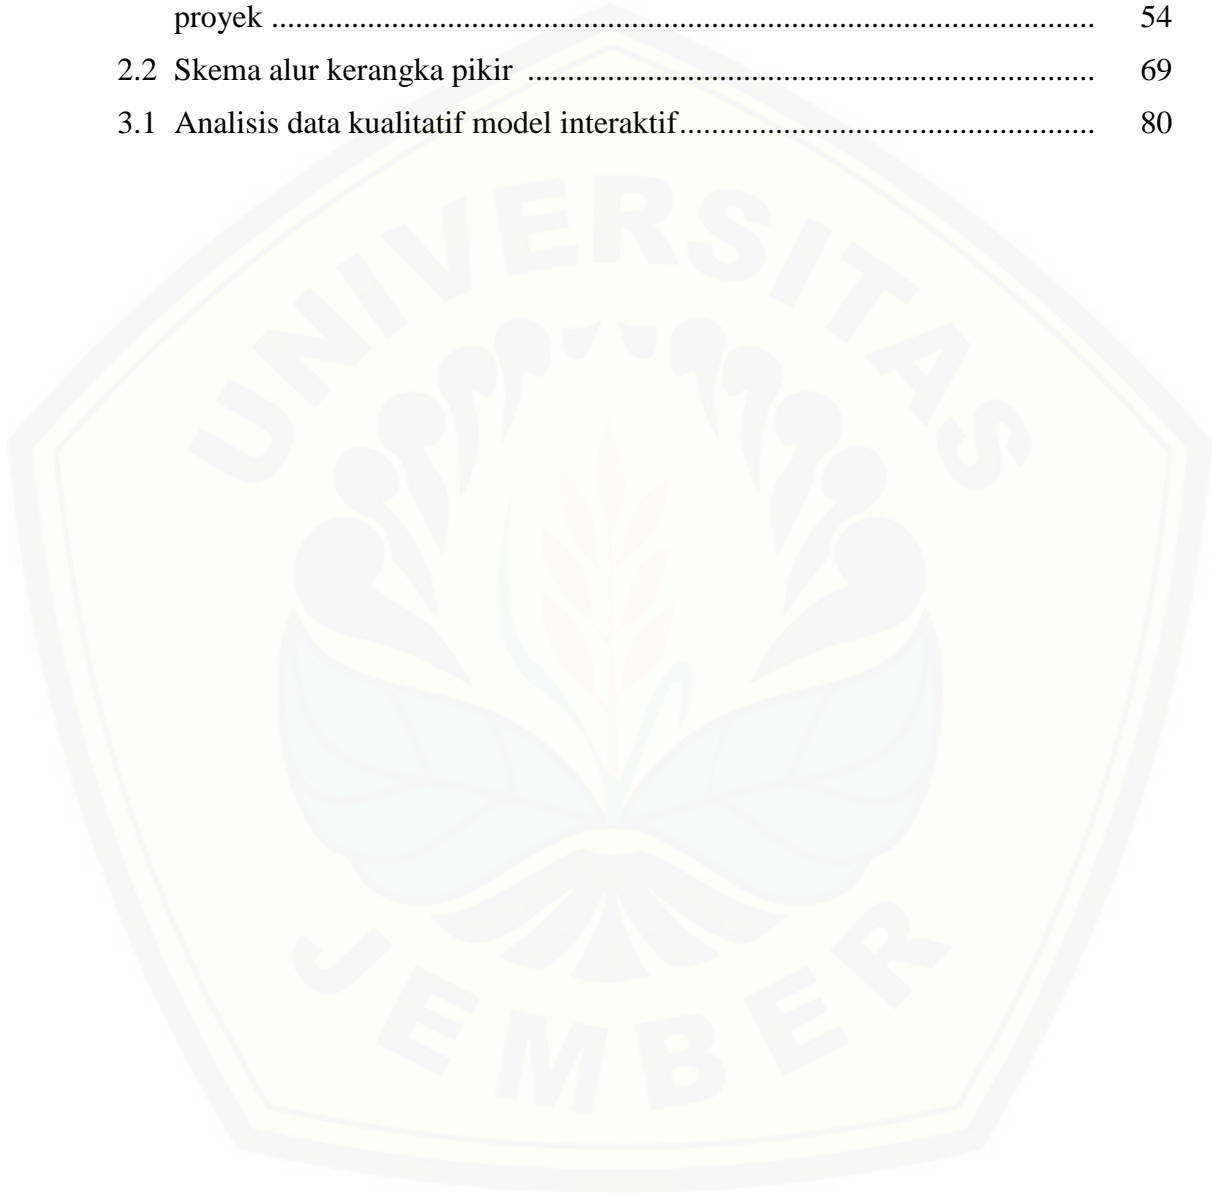 proyek ........................................................................................................ 54
2.2 Skema alur kerangka pikir ........................................................................ 69
3.1 Analisis data kualitatif model interaktif.................................................... 80
UNIVERSITAS
JEMBER